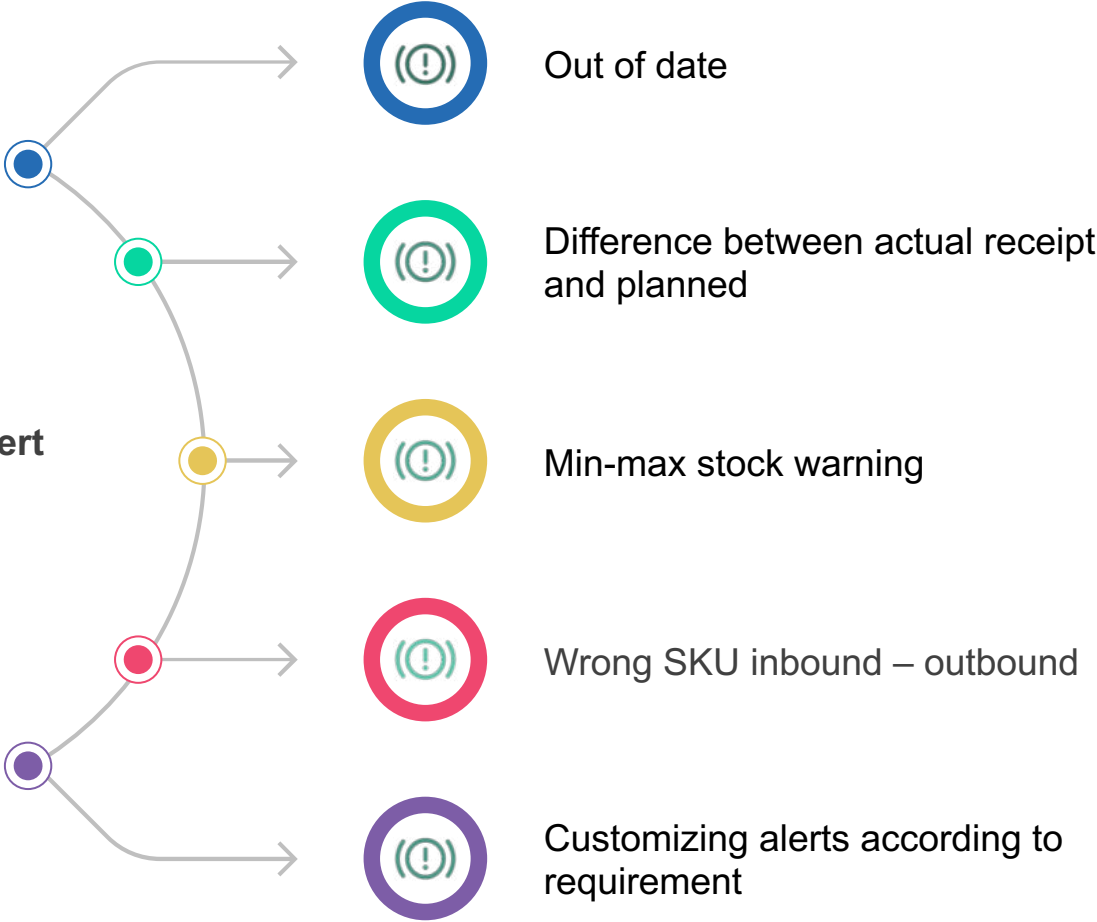 Out of date
Difference between actual receipt
and planned
ert
Min-max stock warning
Wrong SKU inbound – outbound
Customizing alerts according to
requirement